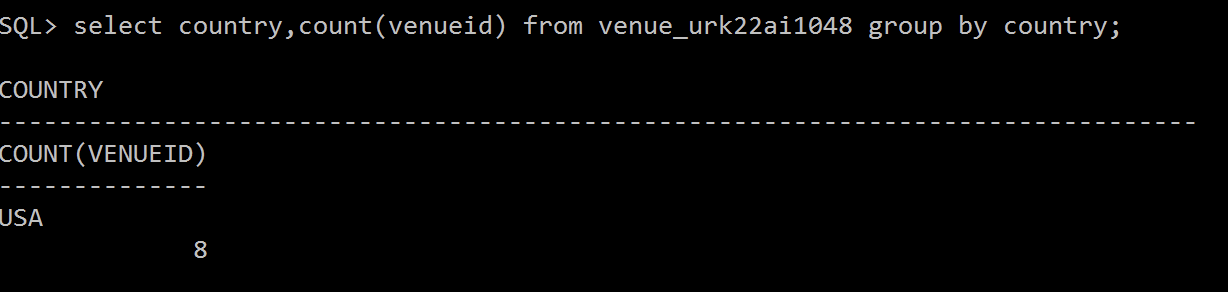 SQL> select country,count(venueid) from venue_urk22ai1048 group by country;
COUNTRY
--------------------------------------------------------------------------------
COUNT(VENUEID)
--------------
USA
8